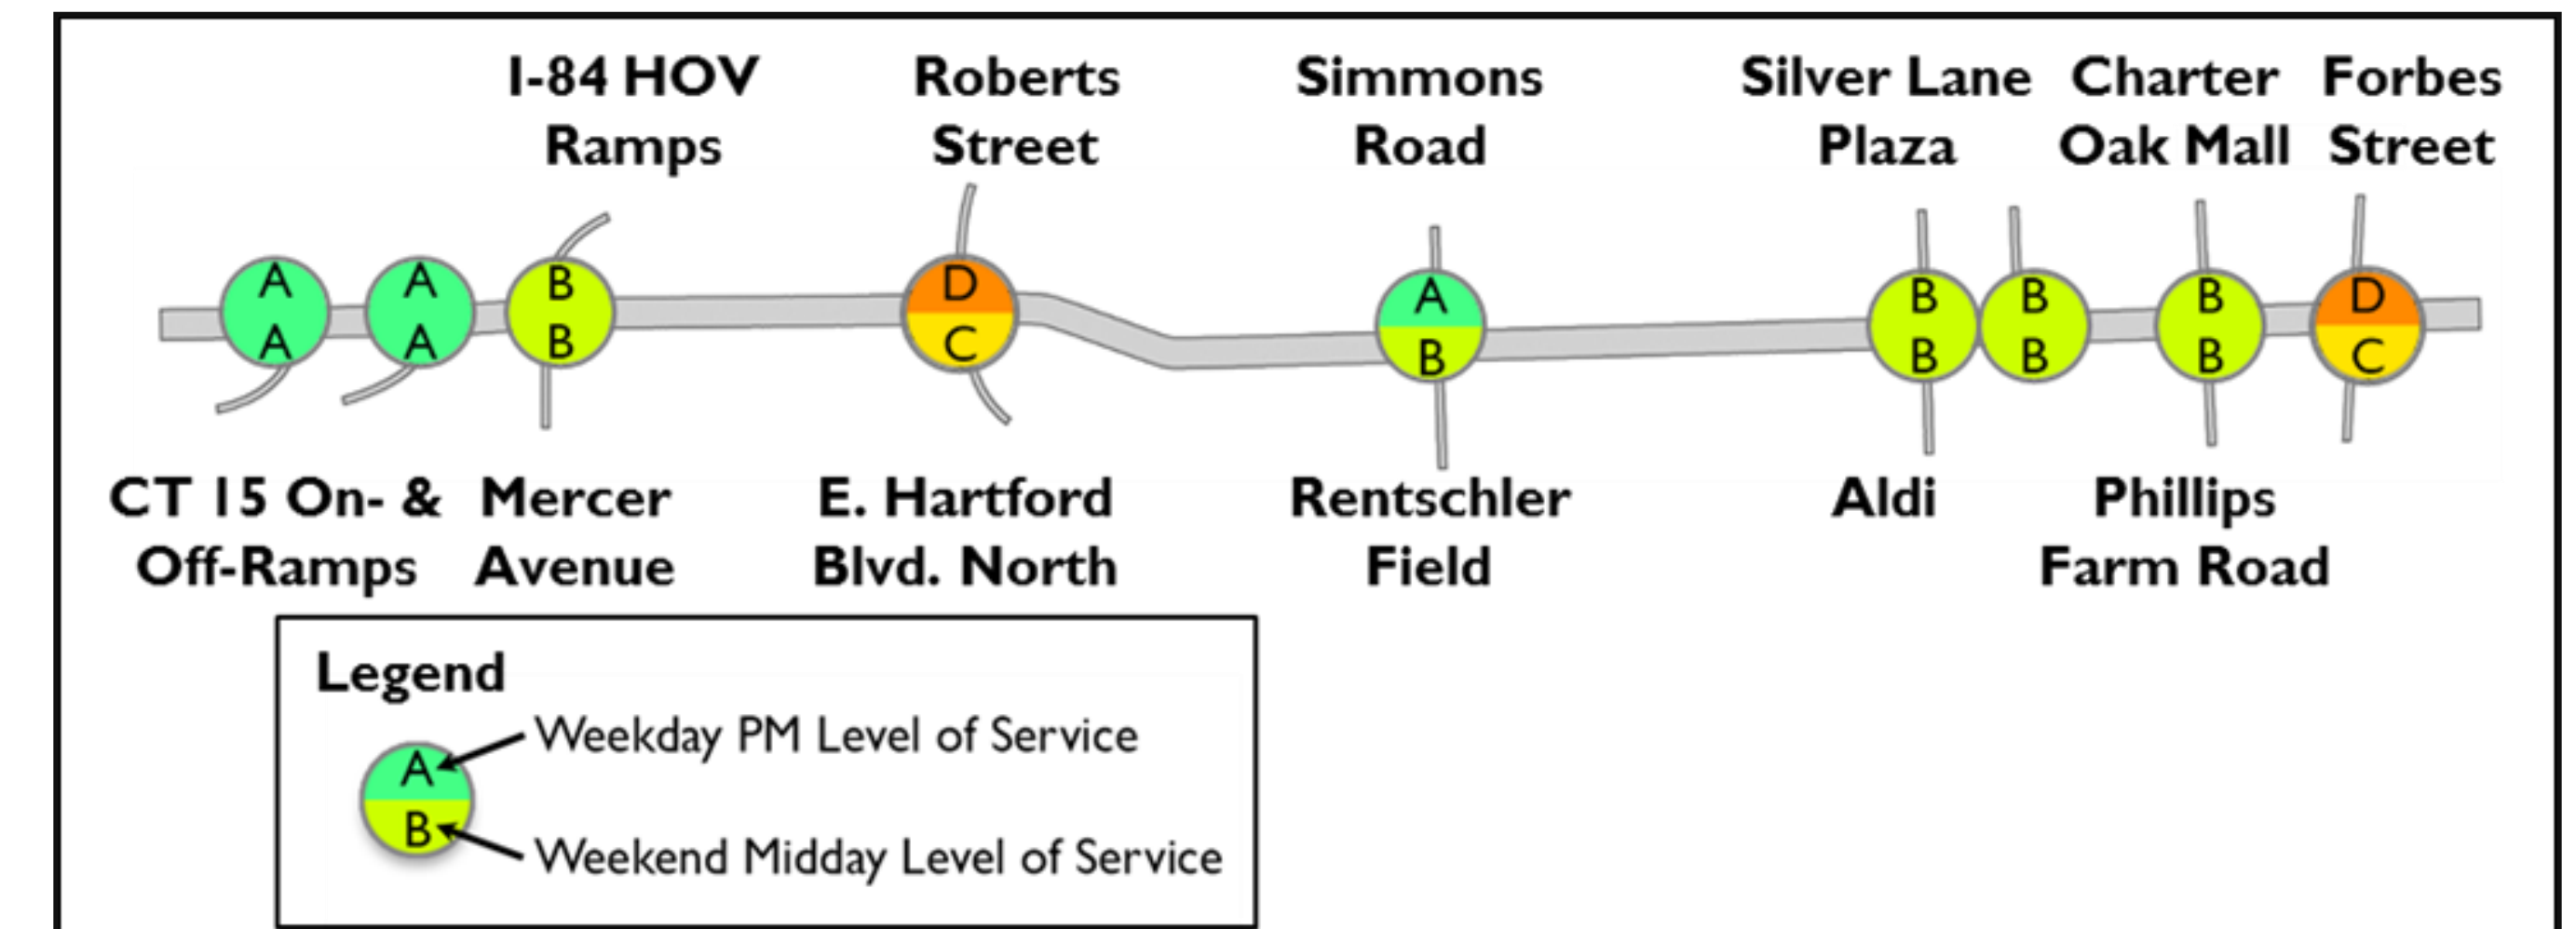 I-84 HOV
Ramps
Roberts
Street
Simmons
Road
Silver Lane
Plaza
Charter
Oak Mall
Forbes
Street
A
A
A
A
B
B
D
C
A
B
B
B
B
B
B
B
D
C
CT 15 On- &
Off-Ramps
Mercer
Avenue
E. Hartford
Blvd. North
Rentschler
Field
Aldi
Phillips
Farm Road
Legend
A
Weekday PM Level of Service
B
Weekend Midday Level of Service